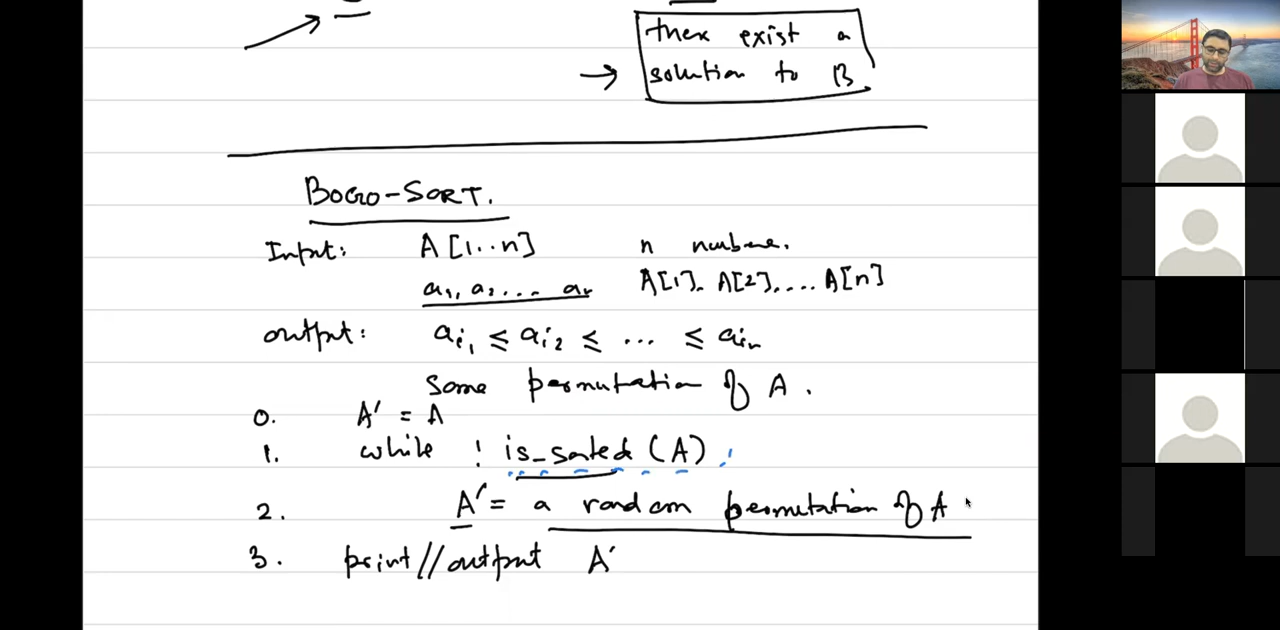 there exist a
→ solution to B
BOGO-SORT.
Input: A[1..n] n numbers.
a₁, a₂ ... aₙ A[1], A[2], .... A[n]
output: aᵢ₁ ≤ aᵢ₂ ≤ ... ≤ aᵢₙ
Some permutation of A.
0. A' = A
1. while ! is_sorted (A) !
2. A' = a random permutation of A
3. print//output A'